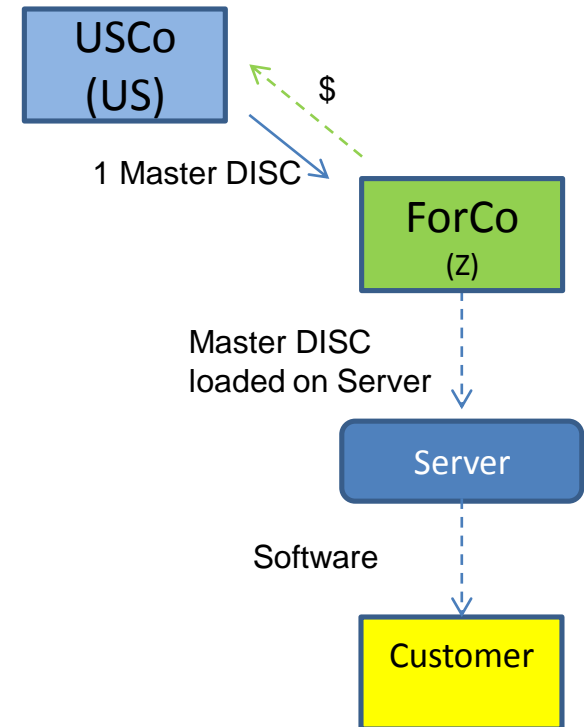 USCo
(US)
$
1 Master DISC
ForCo
(Z)
Master DISC
loaded on Server
Server
Software
Customer